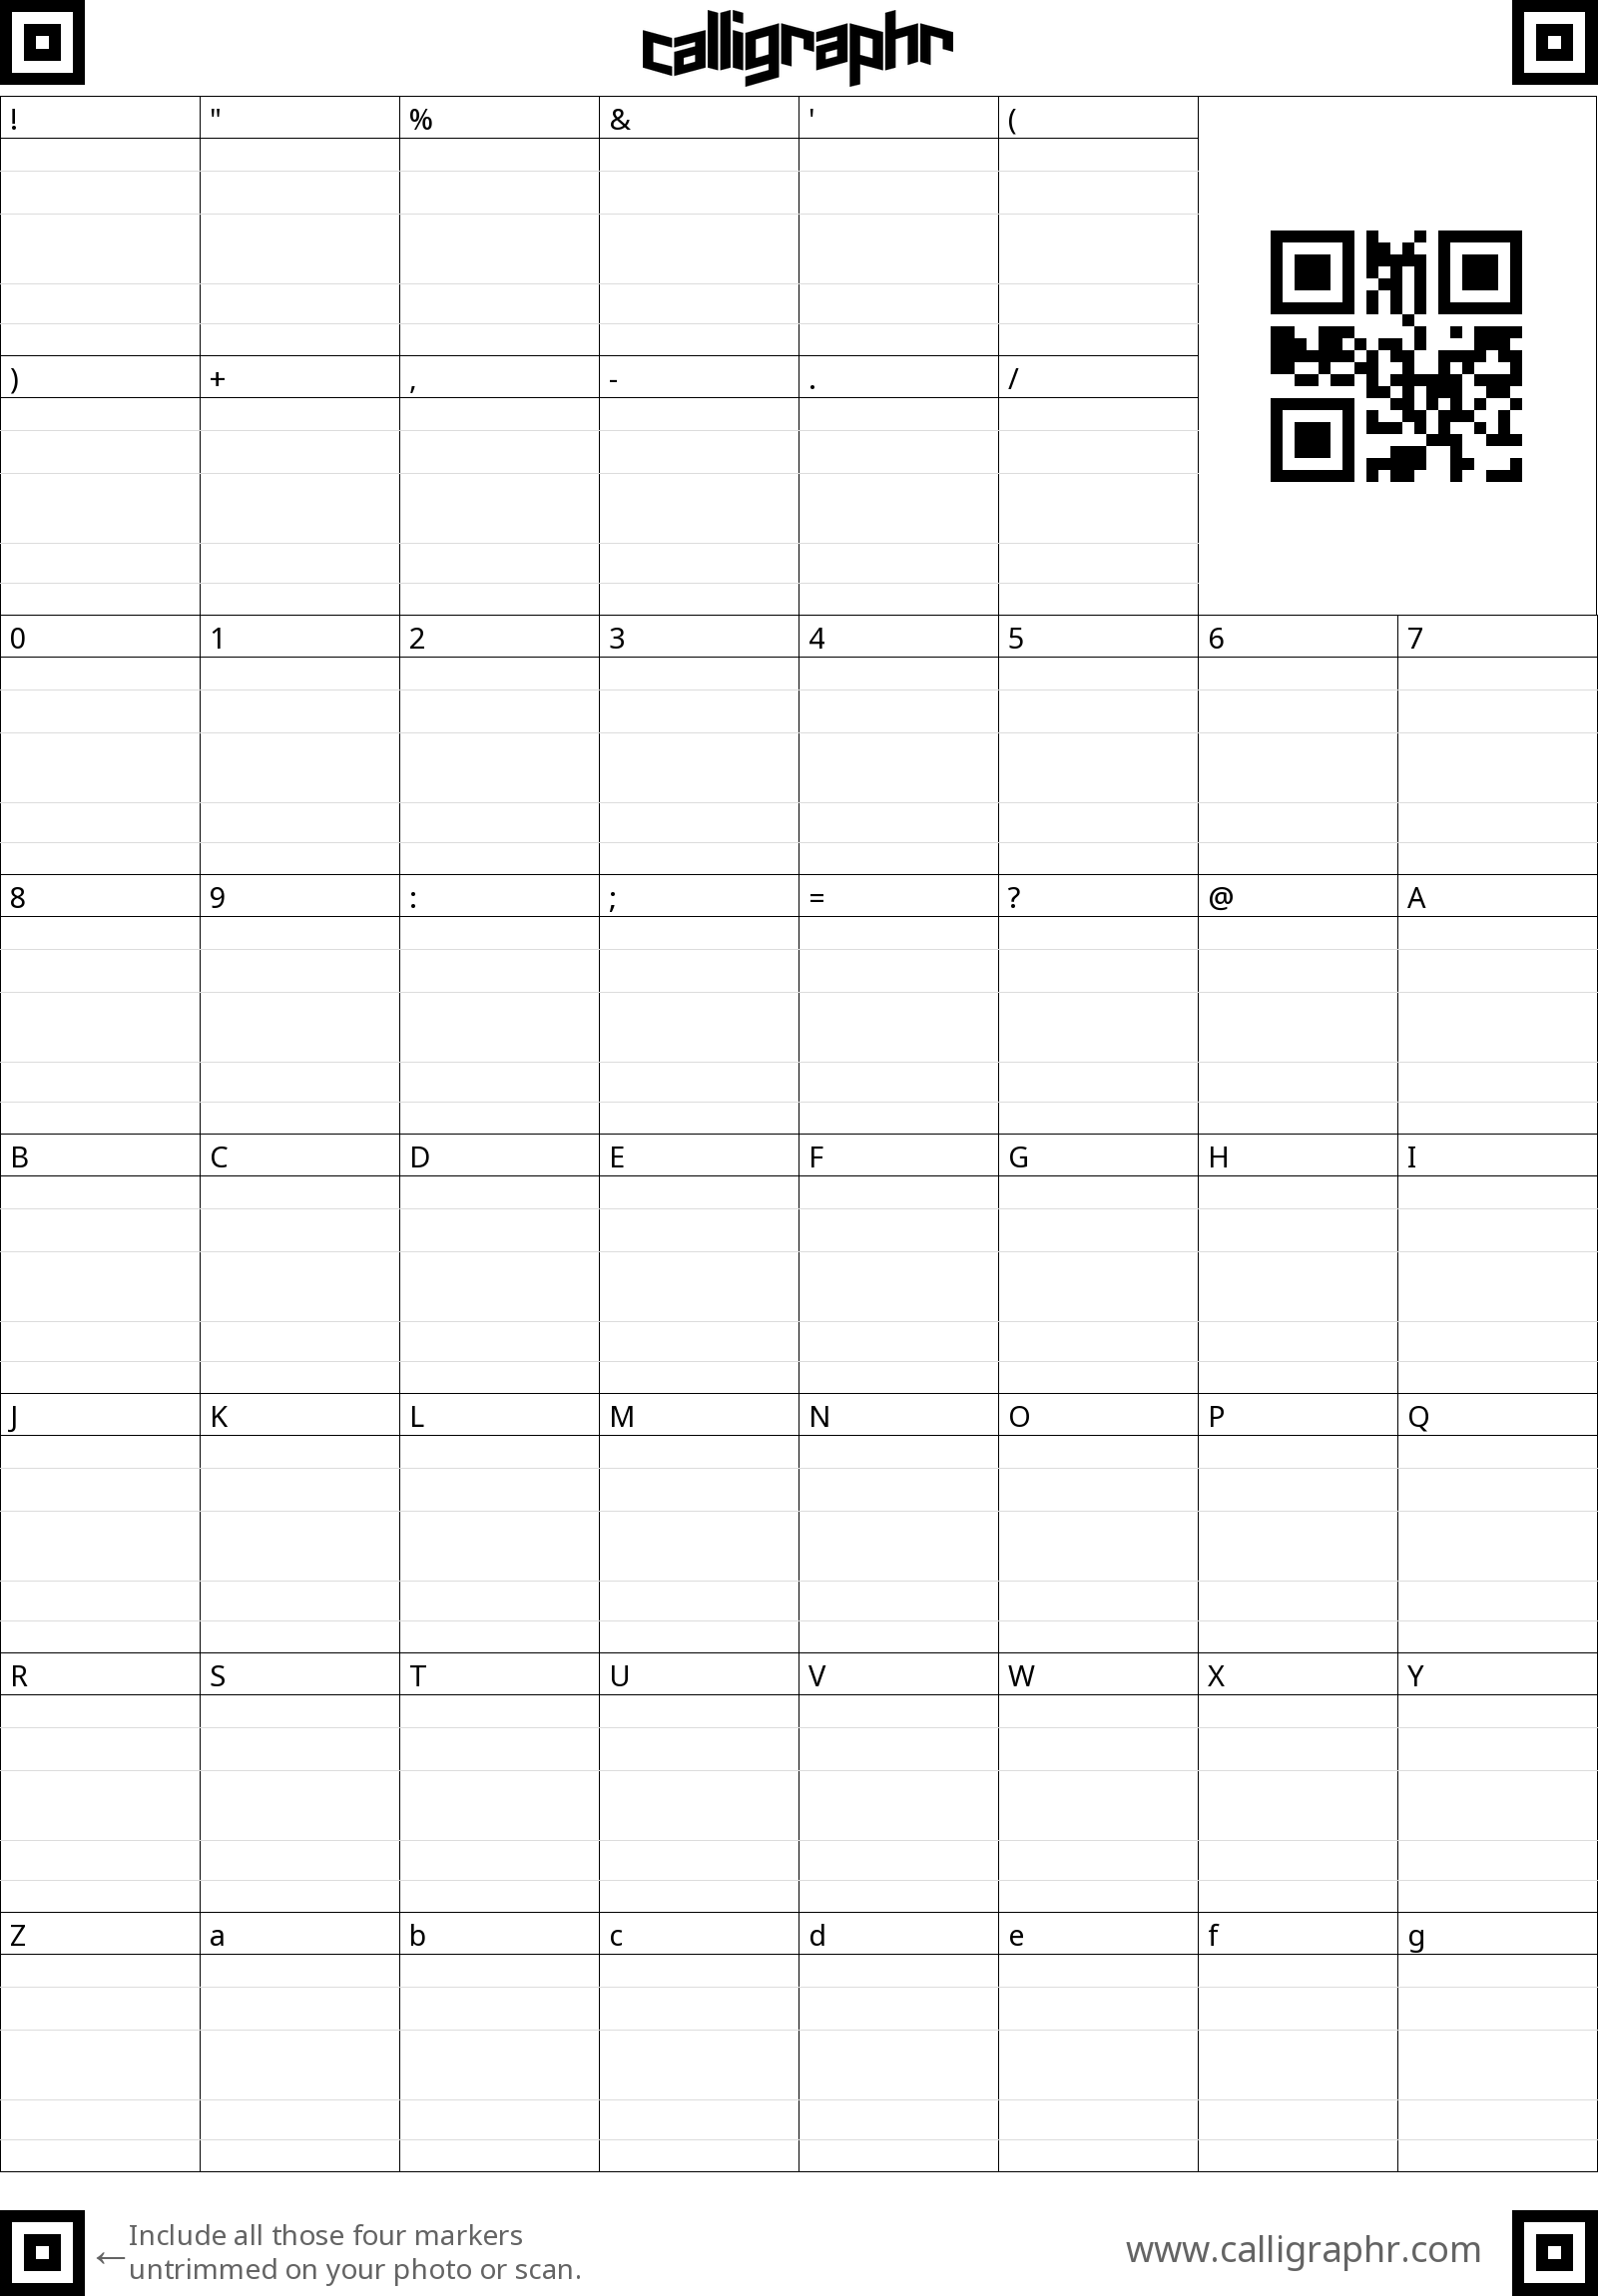 calligraphr
! " % & ' (
) + , - . /
0 1 2 3 4 5 6 7
8 9 : ; = ? @ A
B C D E F G H I
J K L M N O P Q
R S T U V W X Y
Z a b c d e f g
←Include all those four markers
untrimmed on your photo or scan.
www.calligraphr.com